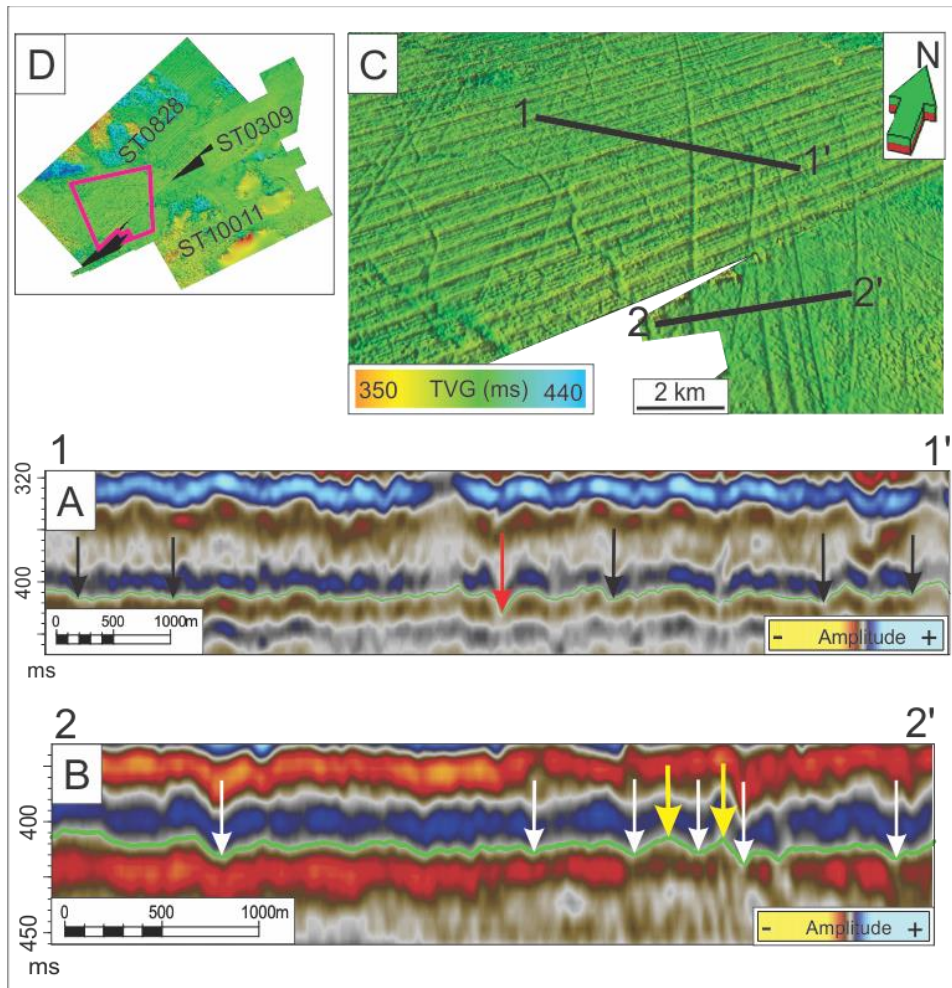 D
ST0828
ST0309
ST10011
C
N
1
1'
2
2'
350 TVG (ms) 440
2 km
1 1'
320
A
400
0 500 1000m
- Amplitude +
ms
2 2'
B
400
0 500 1000m
450
- Amplitude +
ms